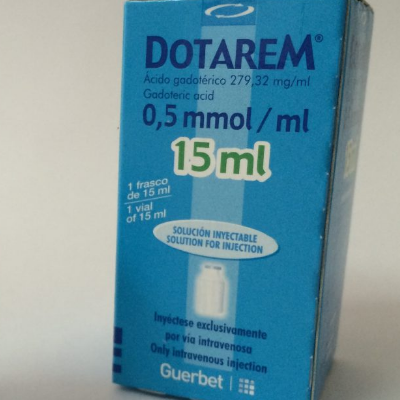 DOTAREM®
Ácido gadotérico 279,32 mg/ml
Gadoteric acid
0,5 mmol/ml
15 ml
1 frasco
de 15 ml
1 vial
of 15 ml
SOLUCIÓN INYECTABLE
SOLUTION FOR INJECTION
Inyéctese exclusivamente
por vía intravenosa
Only intravenous injection
Guerbet